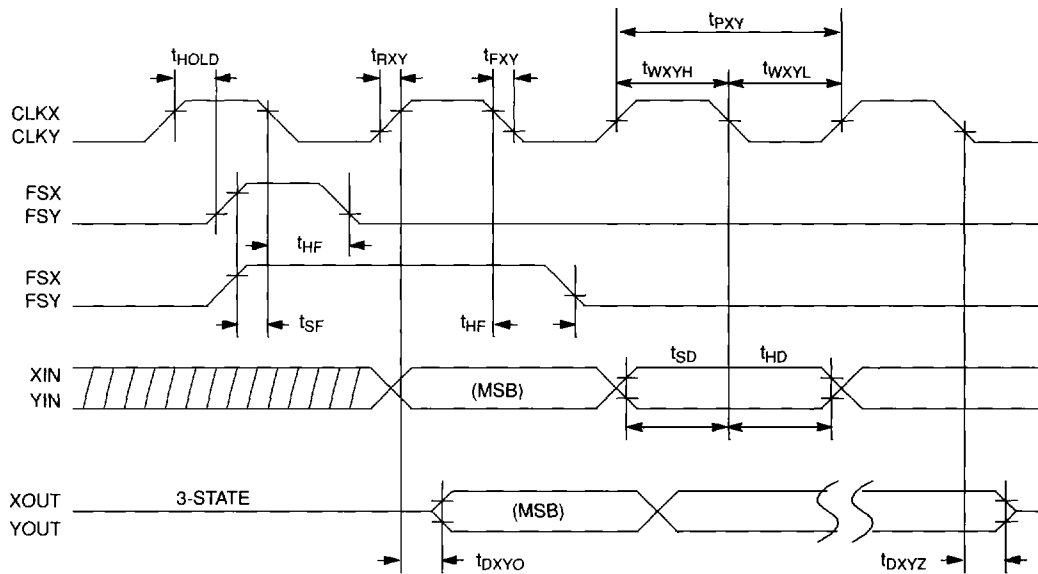 tPXY
tHOLD tRXY tFXY tWXYH tWXYL
CLKX
CLKY
FSX
FSY
tHF
FSX
FSY
tSF tHF
XIN
YIN
(MSB)
tSD tHD
XOUT
YOUT
3-STATE
(MSB)
tDXYO tDXYZ